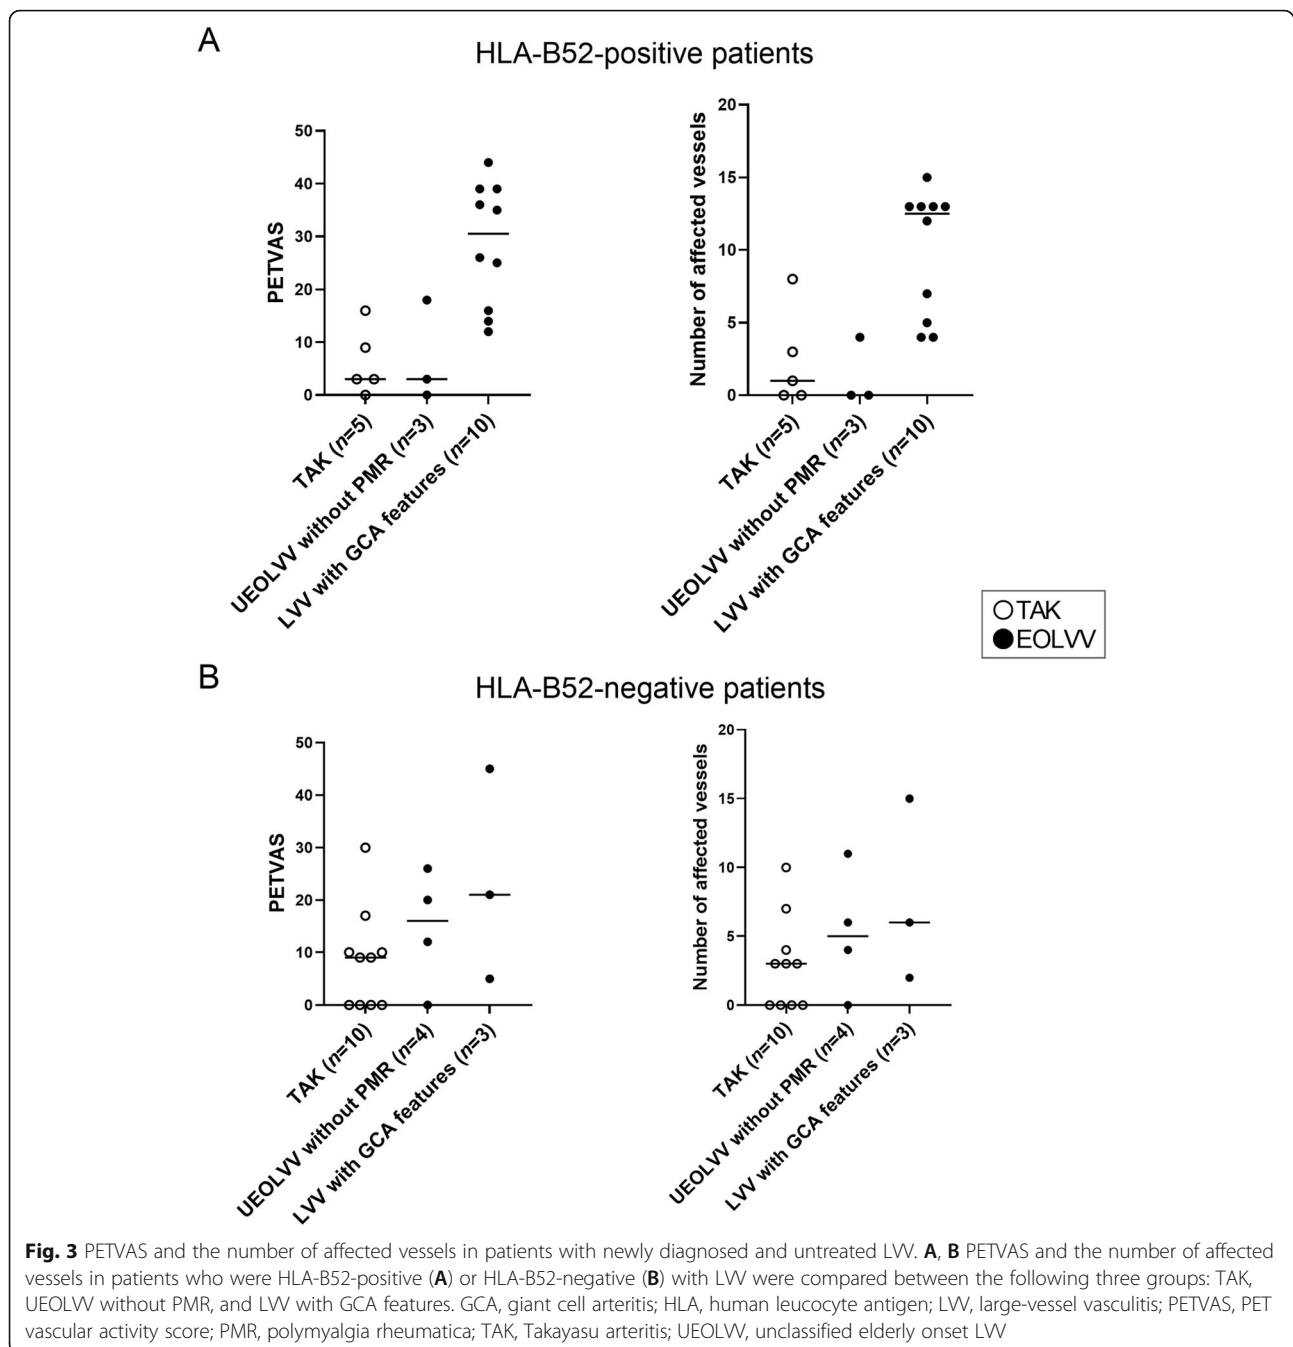 A
HLA-B52-positive patients
PETVAS
50
40
30
20
10
0
TAK (n=5)
UEOLVV without PMR (n=3)
LVV with GCA features (n=10)
Number of affected vessels
20
15
10
5
0
TAK (n=5)
UEOLVV without PMR (n=3)
LVV with GCA features (n=10)
TAK
EOLVV
B
HLA-B52-negative patients
PETVAS
50
40
30
20
10
0
TAK (n=10)
UEOLVV without PMR (n=4)
LVV with GCA features (n=3)
Number of affected vessels
20
15
10
5
0
TAK (n=10)
UEOLVV without PMR (n=4)
LVV with GCA features (n=3)
Fig. 3 PETVAS and the number of affected vessels in patients with newly diagnosed and untreated LVV. A, B PETVAS and the number of affected
vessels in patients who were HLA-B52-positive (A) or HLA-B52-negative (B) with LVV were compared between the following three groups: TAK,
UEOLVV without PMR, and LVV with GCA features. GCA, giant cell arteritis; HLA, human leucocyte antigen; LVV, large-vessel vasculitis; PETVAS, PET
vascular activity score; PMR, polymyalgia rheumatica; TAK, Takayasu arteritis; UEOLVV, unclassified elderly onset LVV